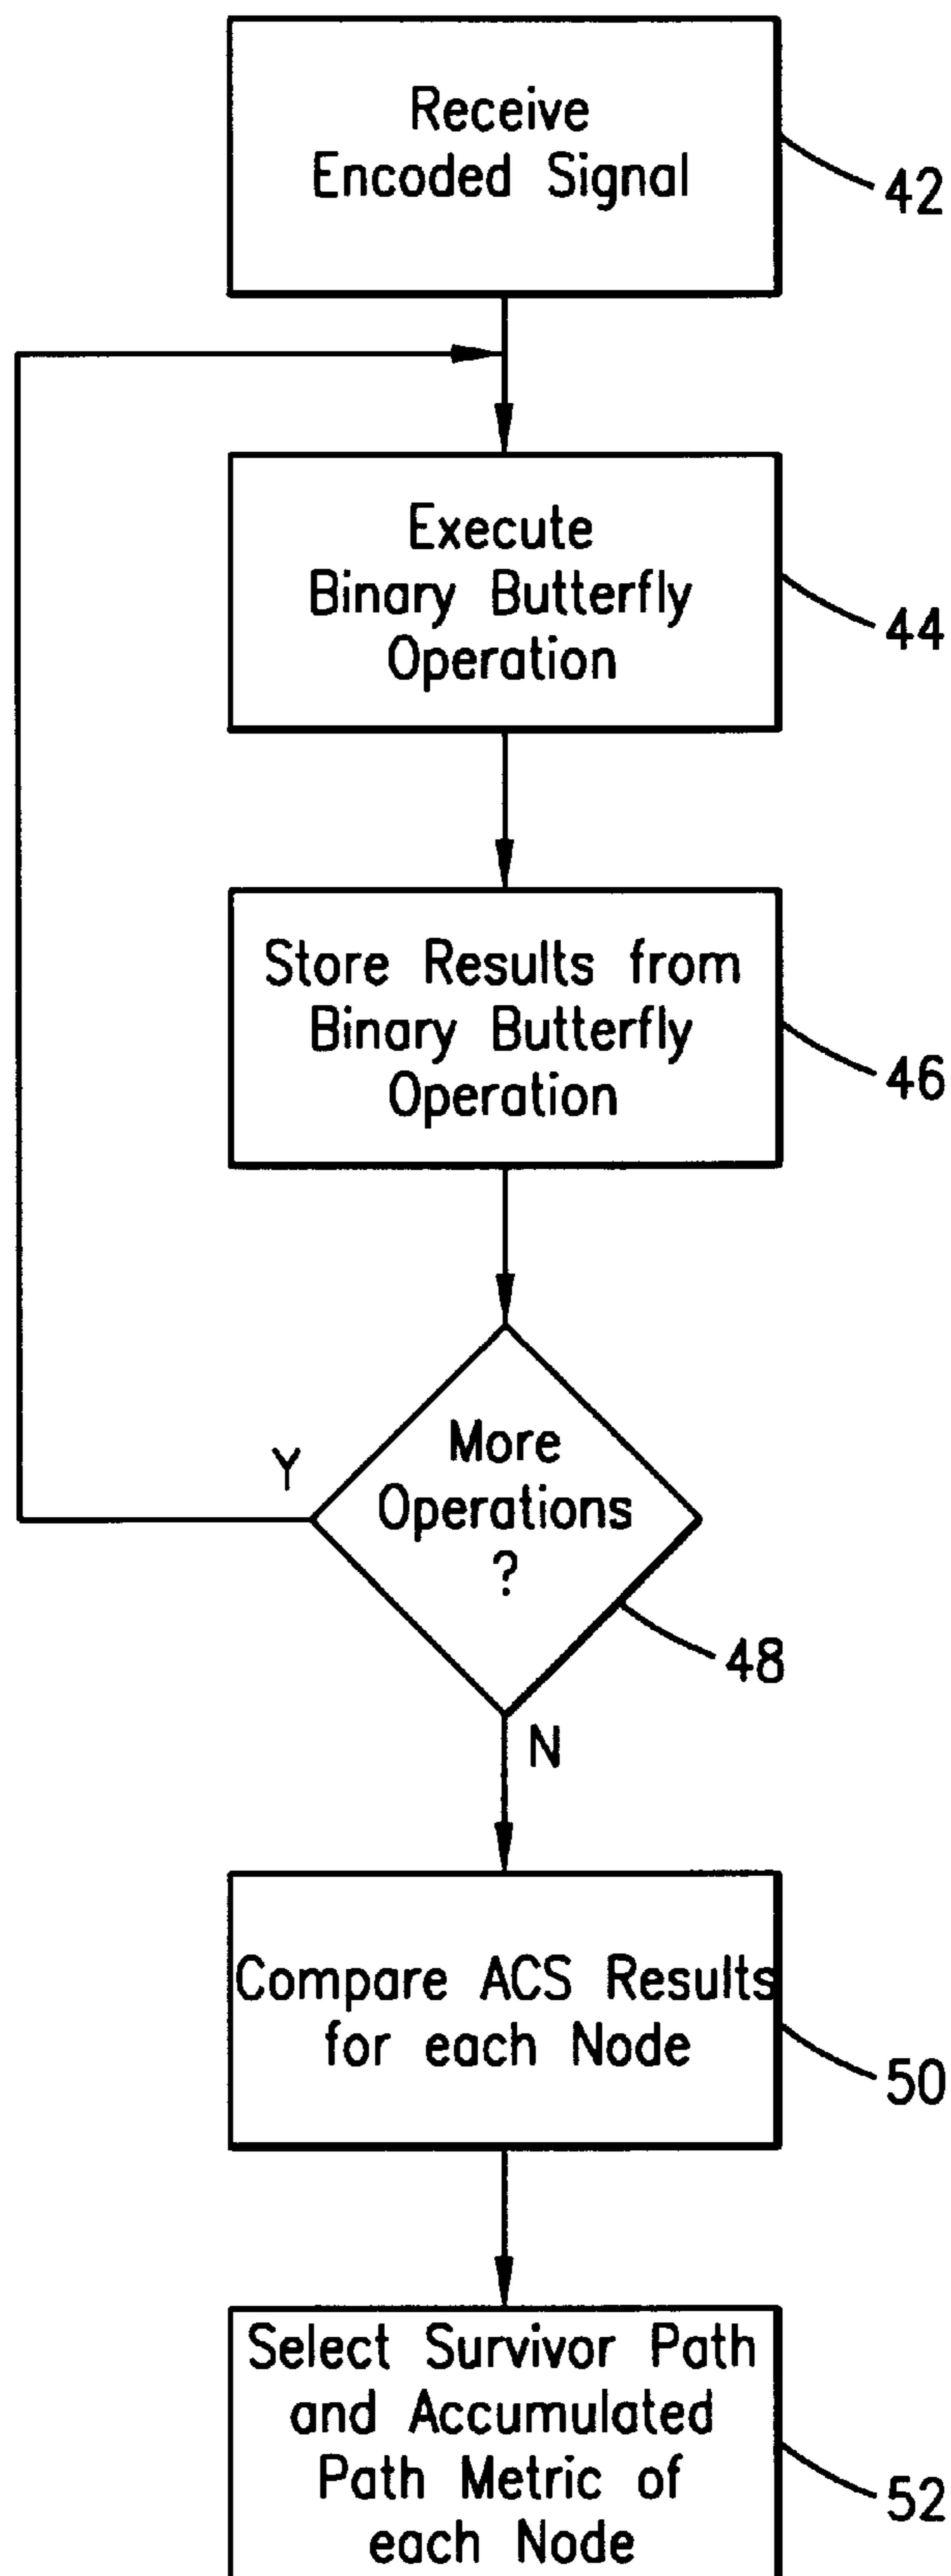 Receive
Encoded Signal
42
Execute
Binary Butterfly
Operation
44
Store Results from
Binary Butterfly
Operation
46
More
Operations
?
Y
48
N
Compare ACS Results
for each Node
50
Select Survivor Path
and Accumulated
Path Metric of
each Node
52